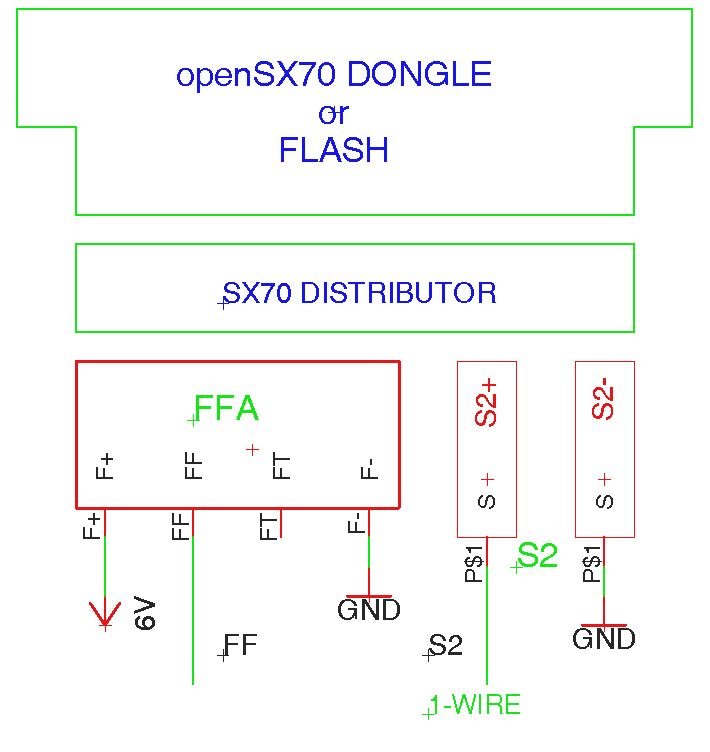 openSX70 DONGLE
or
FLASH
SX70 DISTRIBUTOR
FFA
S2+
S2-
F+ FF FT F- S S
F+ FF FT F- P$1 S2 P$1
6V GND GND
FF S2
1-WIRE